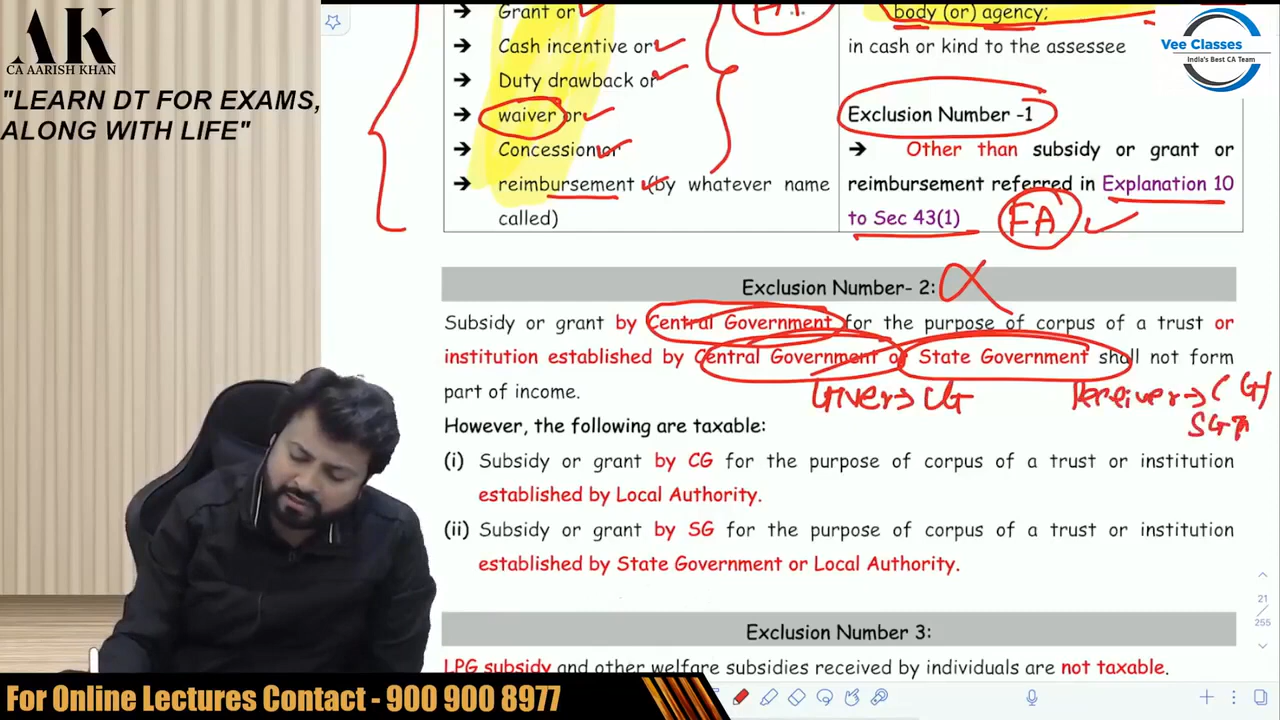 AK
CA AARISH KHAN
"LEARN DT FOR EXAMS,
ALONG WITH LIFE"
→ Grant or
→ Cash incentive or
→ Duty drawback or
→ waiver or
→ Concession or
→ reimbursement (by whatever name
called)
body (or) agency;
in cash or kind to the assessee
Exclusion Number -1
→ Other than subsidy or grant or
reimbursement referred in Explanation 10
to Sec 43(1)
FA
Vee Classes
India's Best CA Team
Exclusion Number- 2:
Subsidy or grant by Central Government for the purpose of corpus of a trust or
institution established by Central Government or State Government shall not form
part of income.
Giver → CG
Receiver → CG/
SG
However, the following are taxable:
(i) Subsidy or grant by CG for the purpose of corpus of a trust or institution
established by Local Authority.
(ii) Subsidy or grant by SG for the purpose of corpus of a trust or institution
established by State Government or Local Authority.
Exclusion Number 3:
LPG subsidy and other welfare subsidies received by individuals are not taxable.
21
255
For Online Lectures Contact - 900 900 8977